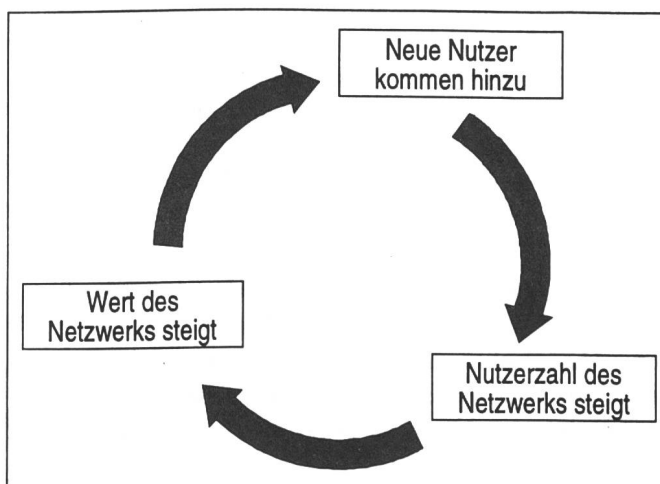 Neue Nutzer
kommen hinzu
Nutzerzahl des
Netzwerks steigt
Wert des
Netzwerks steigt